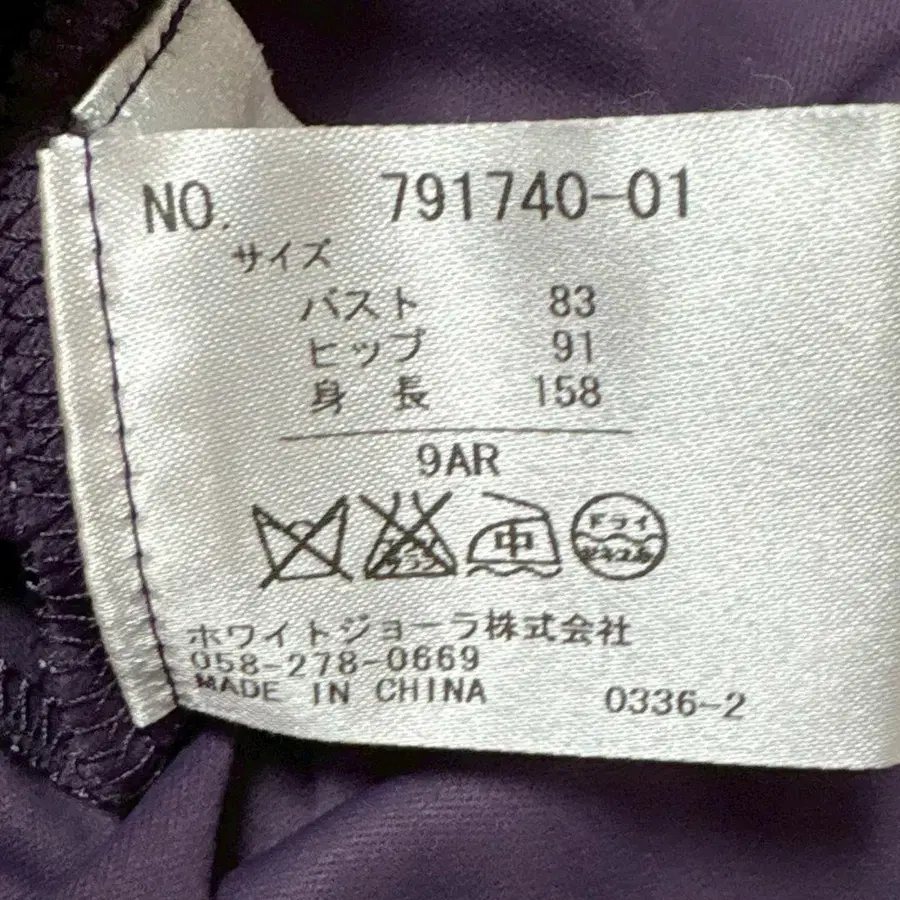 NO. 791740-01
サイズ
バスト 83
ヒップ 91
身長 158
9AR
中
ドライ
ホワイトジョーラ株式会社
058-278-0669
MADE IN CHINA 0336-2